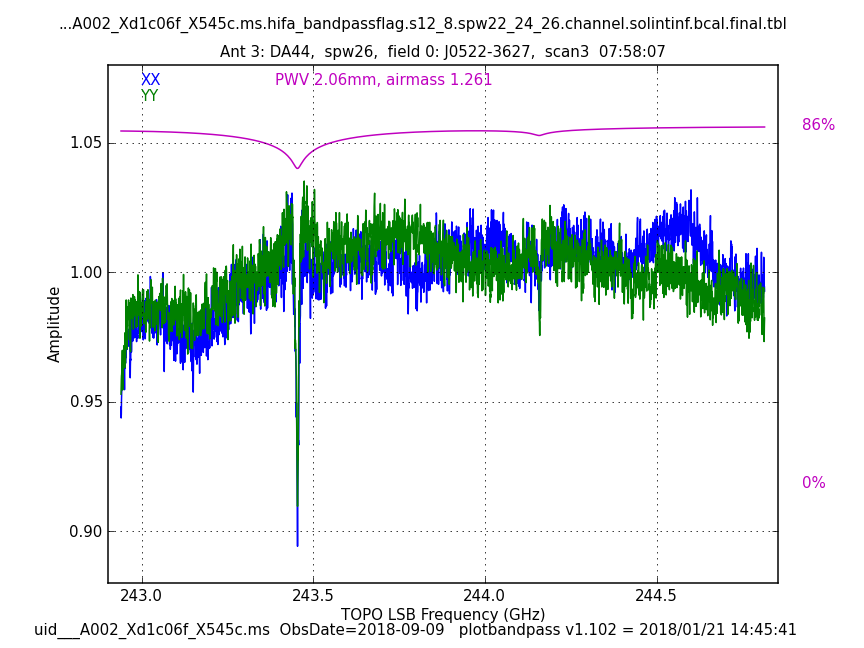 ...A002_Xd1c06f_X545c.ms.hifa_bandpassflag.s12_8.spw22_24_26.channel.solintinf.bcal.final.tbl
Ant 3: DA44, spw26, field 0: J0522-3627, scan3 07:58:07
XX
PWV 2.06mm, airmass 1.261
YY
86%
1.05
1.00
0.95
0.90
Amplitude
0%
243.0
243.5
244.0
244.5
TOPO LSB Frequency (GHz)
uid___A002_Xd1c06f_X545c.ms ObsDate=2018-09-09 plotbandpass v1.102 = 2018/01/21 14:45:41